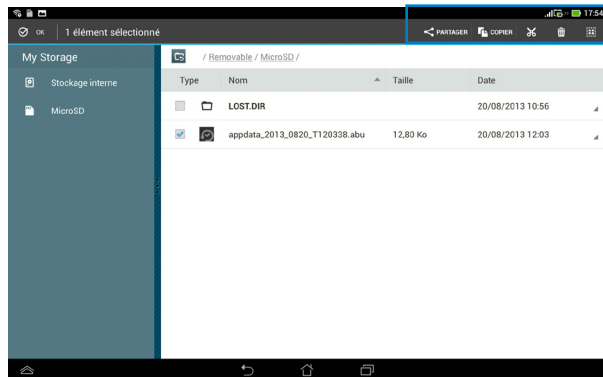 17:54
OK 1 élément sélectionné PARTAGER COPIER
My Storage / Removable / MicroSD /
Type Nom Taille Date
Stockage interne
LOST.DIR 20/08/2013 10:56
MicroSD
appdata_2013_0820_T120338.abu 12,80 Ko 20/08/2013 12:03